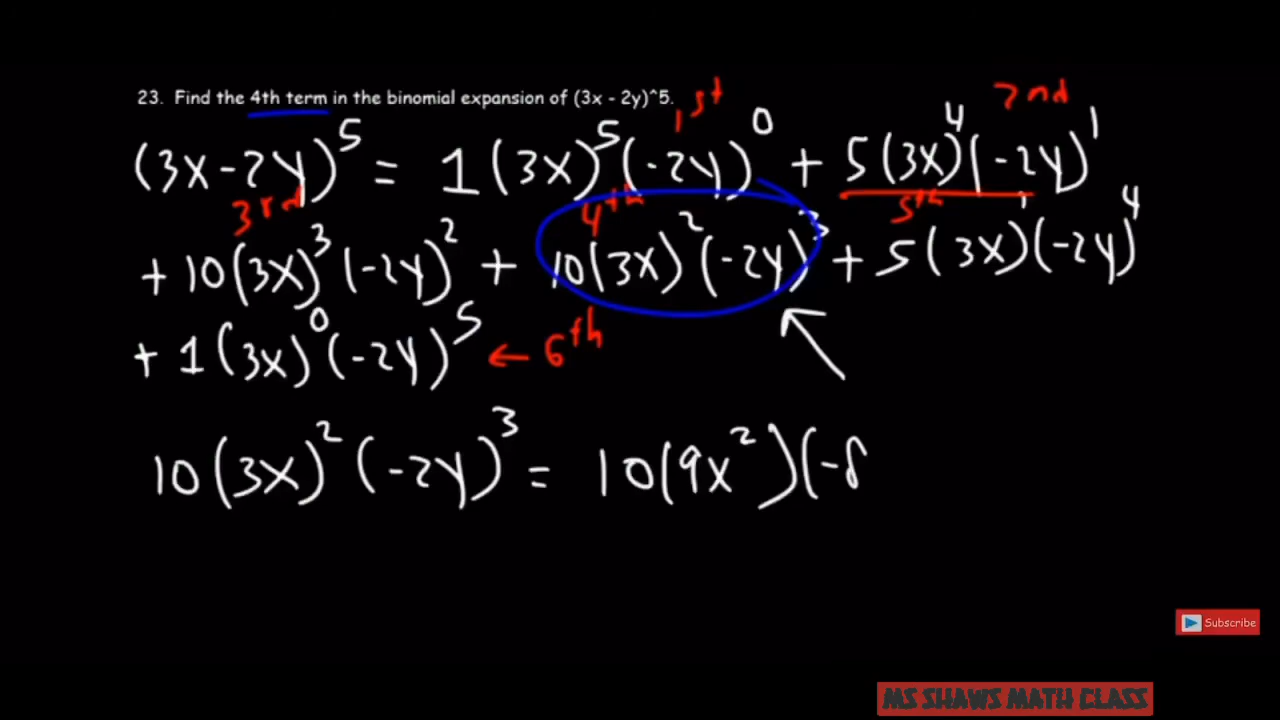 23. Find the 4th term in the binomial expansion of (3x - 2y)^5.
1st 2nd
(3x-2y)^5 = 1(3x)^5(-2y)^0 + 5(3x)^4(-2y)^1
3rd 4th 5th
+ 10(3x)^3(-2y)^2 + 10(3x)^2(-2y)^3 + 5(3x)^1(-2y)^4
+ 1(3x)^0(-2y)^5 ← 6th
10(3x)^2(-2y)^3 = 10(9x^2)(-8
Subscribe
MS SHAWS MATH CLASS